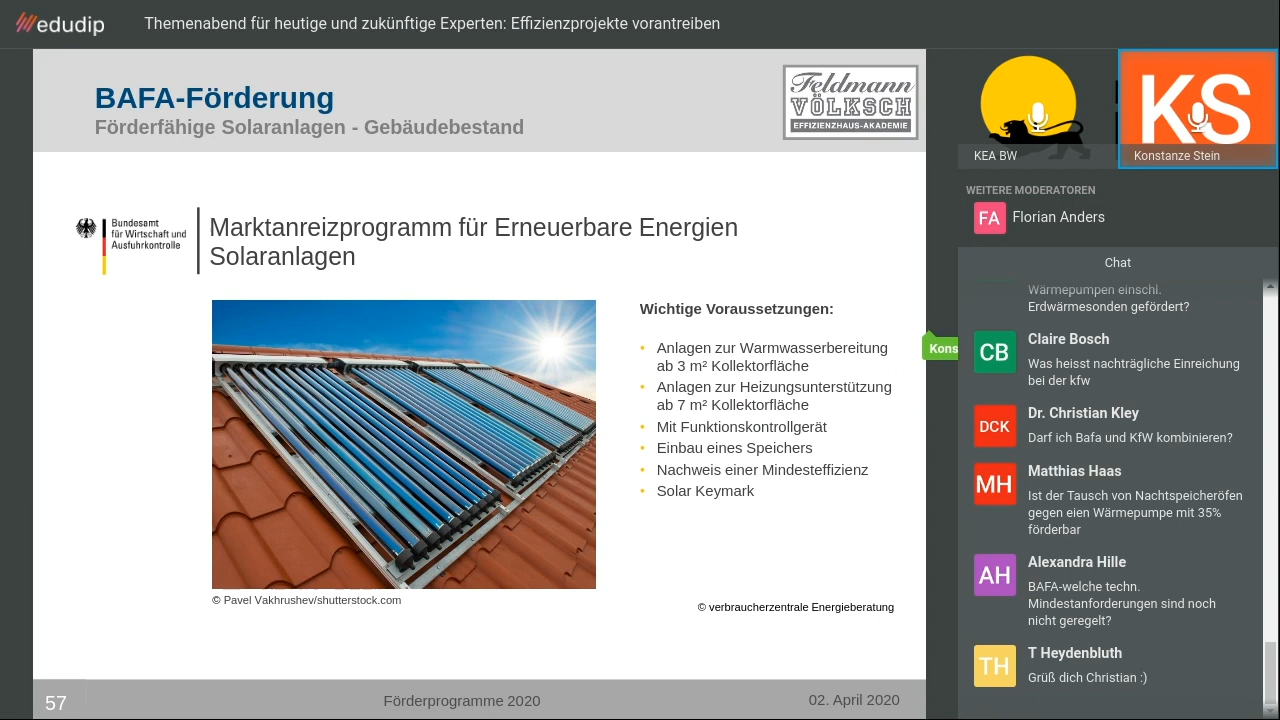 edudip
Themenabend für heutige und zukünftige Experten: Effizienzprojekte vorantreiben
BAFA-Förderung
Förderfähige Solaranlagen - Gebäudebestand
Feldmann
VÖLKSCH
EFFIZIENZHAUS-AKADEMIE
Bundesamt
für Wirtschaft und
Ausfuhrkontrolle
Marktanreizprogramm für Erneuerbare Energien
Solaranlagen
Wichtige Voraussetzungen:
• Anlagen zur Warmwasserbereitung
ab 3 m² Kollektorfläche
• Anlagen zur Heizungsunterstützung
ab 7 m² Kollektorfläche
• Mit Funktionskontrollgerät
• Einbau eines Speichers
• Nachweis einer Mindesteffizienz
• Solar Keymark
© Pavel Vakhrushev/shutterstock.com
© verbraucherzentrale Energieberatung
57
Förderprogramme 2020
02. April 2020
Kons
KEA BW
KS
Konstanze Stein
WEITERE MODERATOREN
FA
Florian Anders
Chat
Wärmepumpen einschl.
Erdwärmesonden gefördert?
CB
Claire Bosch
Was heisst nachträgliche Einreichung
bei der kfw
DCK
Dr. Christian Kley
Darf ich Bafa und KfW kombinieren?
MH
Matthias Haas
Ist der Tausch von Nachtspeicheröfen
gegen eien Wärmepumpe mit 35%
förderbar
AH
Alexandra Hille
BAFA-welche techn.
Mindestanforderungen sind noch
nicht geregelt?
TH
T Heydenbluth
Grüß dich Christian :)